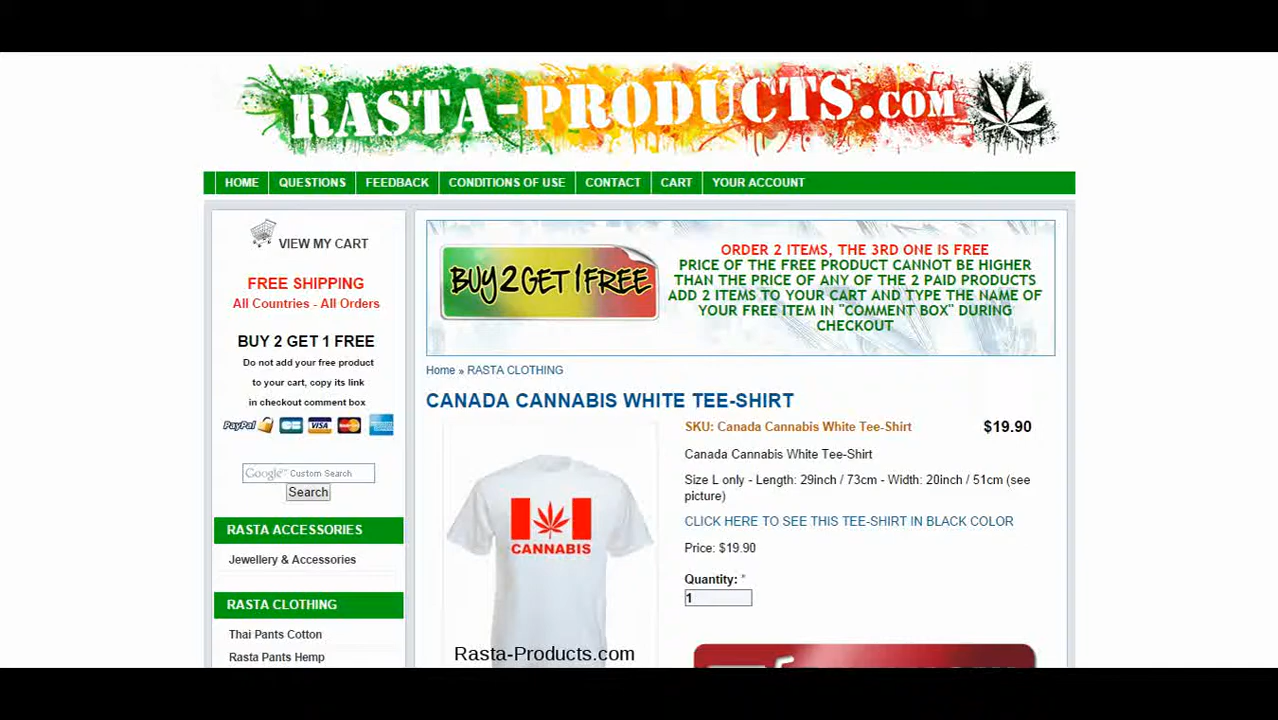 RASTA-PRODUCTS.COM
HOME
QUESTIONS
FEEDBACK
CONDITIONS OF USE
CONTACT
CART
YOUR ACCOUNT
VIEW MY CART
FREE SHIPPING
All Countries - All Orders
BUY 2 GET 1 FREE
Do not add your free product
to your cart, copy its link
in checkout comment box
PayPal
VISA
Google™ Custom Search
Search
RASTA ACCESSORIES
Jewellery & Accessories
RASTA CLOTHING
Thai Pants Cotton
Rasta Pants Hemp
BUY 2 GET 1 FREE
ORDER 2 ITEMS, THE 3RD ONE IS FREE
PRICE OF THE FREE PRODUCT CANNOT BE HIGHER
THAN THE PRICE OF ANY OF THE 2 PAID PRODUCTS
ADD 2 ITEMS TO YOUR CART AND TYPE THE NAME OF
YOUR FREE ITEM IN "COMMENT BOX" DURING
CHECKOUT
Home » RASTA CLOTHING
CANADA CANNABIS WHITE TEE-SHIRT
CANNABIS
Rasta-Products.com
SKU: Canada Cannabis White Tee-Shirt
$19.90
Canada Cannabis White Tee-Shirt
Size L only - Length: 29inch / 73cm - Width: 20inch / 51cm (see
picture)
CLICK HERE TO SEE THIS TEE-SHIRT IN BLACK COLOR
Price: $19.90
Quantity: *
1